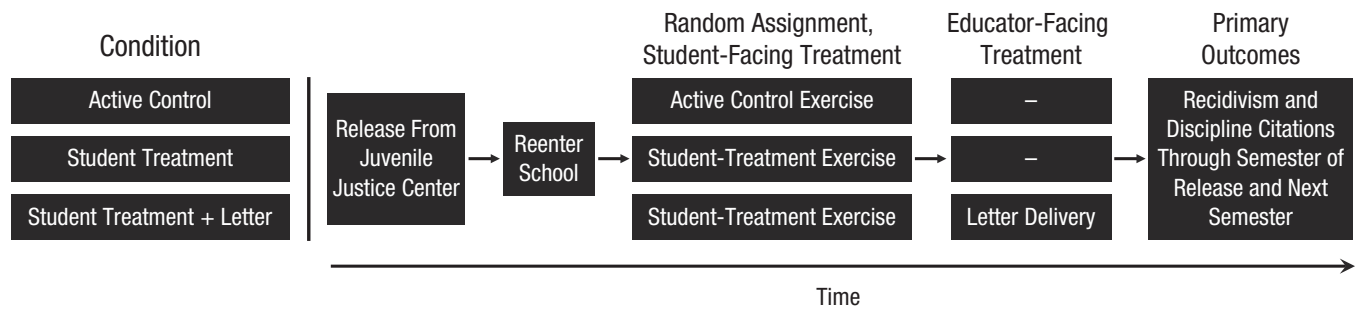 Condition
Active Control
Student Treatment
Student Treatment + Letter
Release From
Juvenile
Justice Center
Reenter
School
Random Assignment,
Student-Facing Treatment
Active Control Exercise
Student-Treatment Exercise
Student-Treatment Exercise
Educator-Facing
Treatment
–
–
Letter Delivery
Primary
Outcomes
Recidivism and
Discipline Citations
Through Semester of
Release and Next
Semester
Time